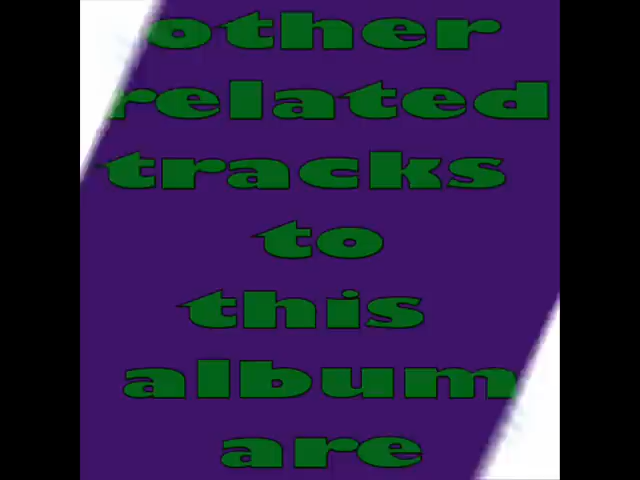 other
related
tracks
to
this
album
are